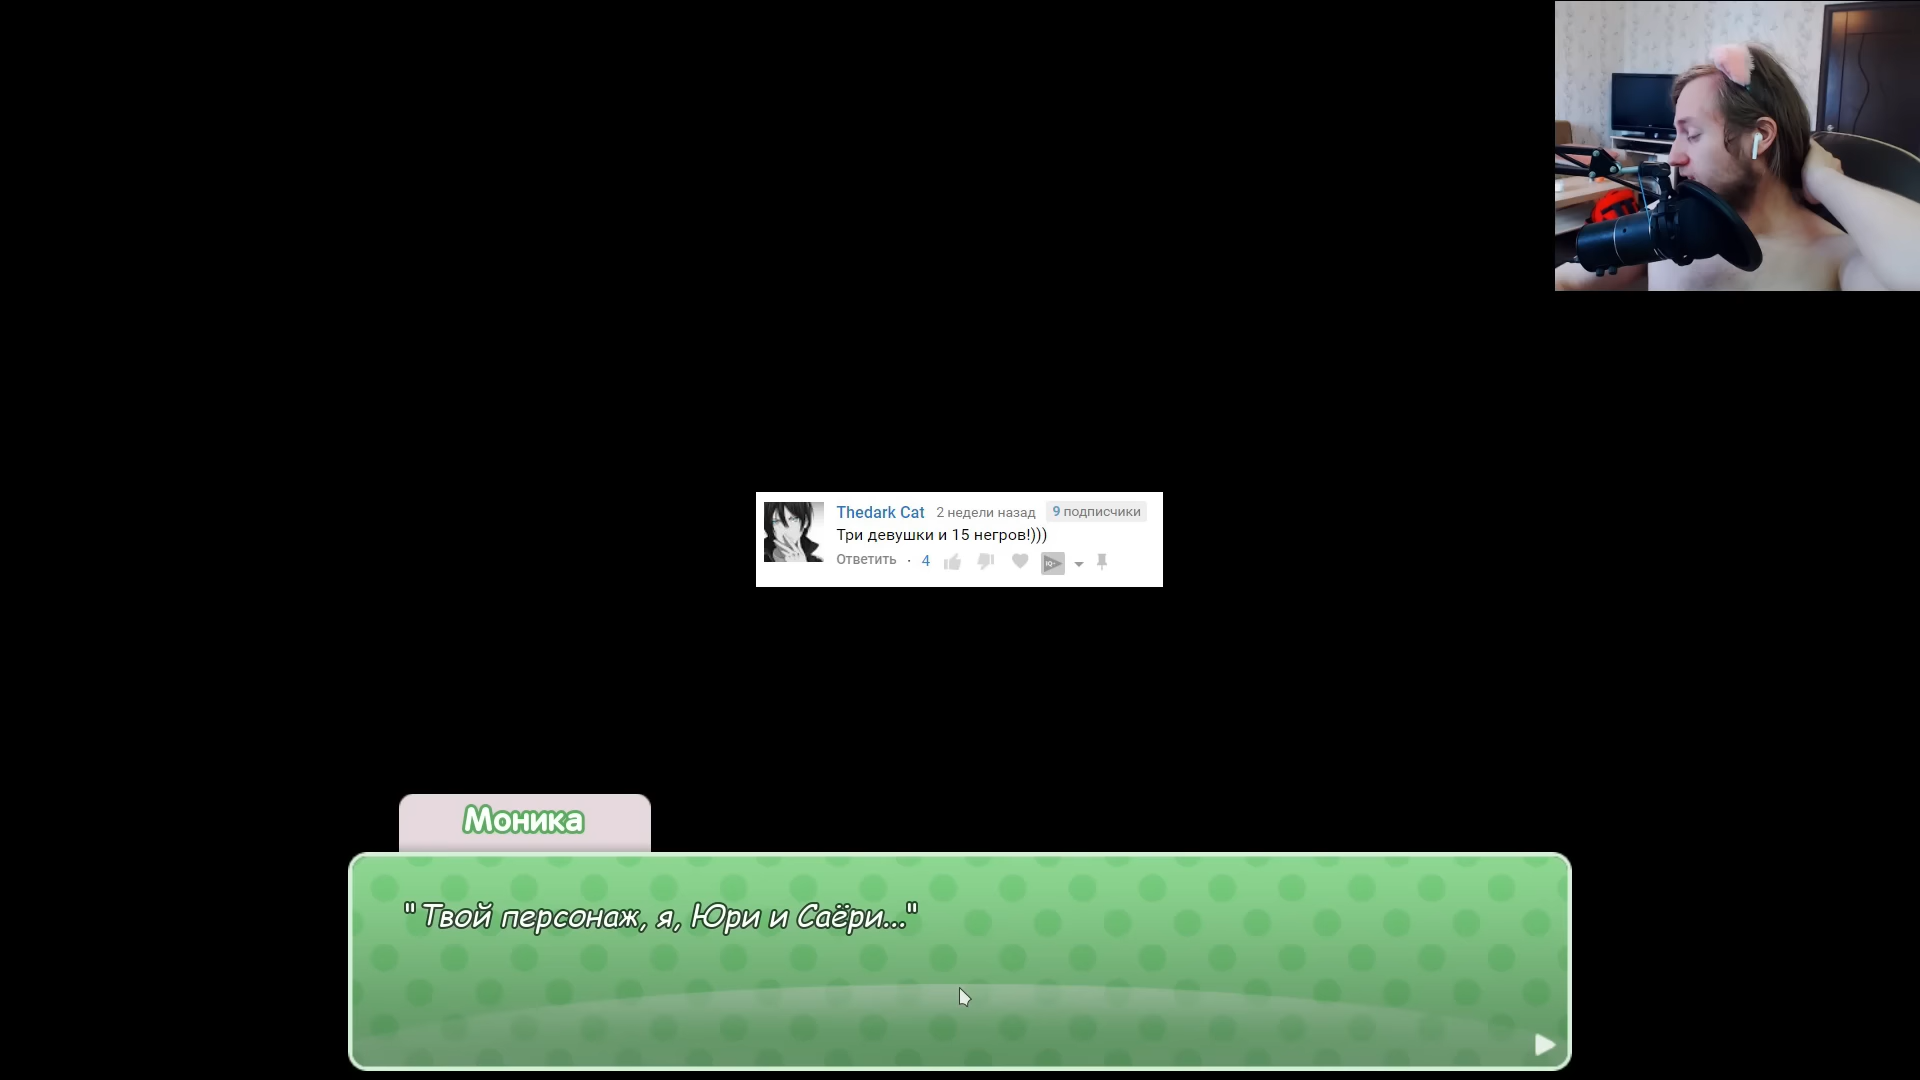 Thedark Cat 2 недели назад 9 подписчики
Три девушки и 15 негров!)))
Ответить · 4
Моника
"Твой персонаж, я, Юри и Саёри..."